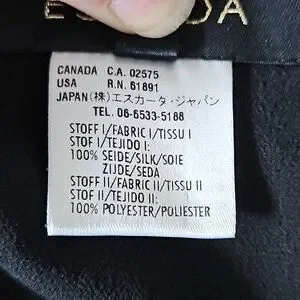 CANADA C.A. 02575
USA R.N. 61891
JAPAN (株)エスカーダ・ジャパン
TEL. 06-6533-5188
STOFF I/FABRIC I/TISSU I
STOF I/TEJIDO I:
100% SEIDE/SILK/SOIE
ZIJDE/SEDA
STOFF II/FABRIC II/TISSU II
STOF II/TEJIDO II:
100% POLYESTER/POLIESTER